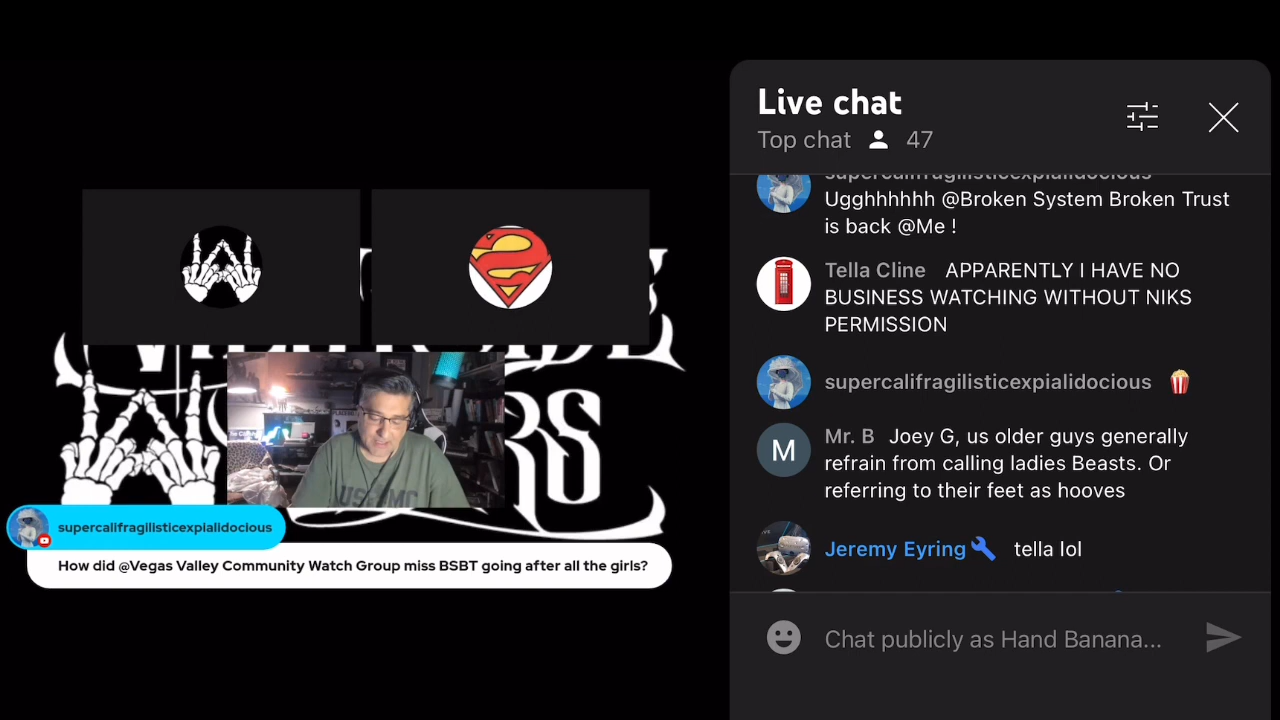 Live chat
Top chat 47
supercalifragilisticexpialidocious
Ugghhhhhh @Broken System Broken Trust
is back @Me !
Tella Cline APPARENTLY I HAVE NO
BUSINESS WATCHING WITHOUT NIKS
PERMISSION
supercalifragilisticexpialidocious
M
Mr. B Joey G, us older guys generally
refrain from calling ladies Beasts. Or
referring to their feet as hooves
Jeremy Eyring tella lol
Chat publicly as Hand Banana...
supercalifragilisticexpialidocious
How did @Vegas Valley Community Watch Group miss BSBT going after all the girls?